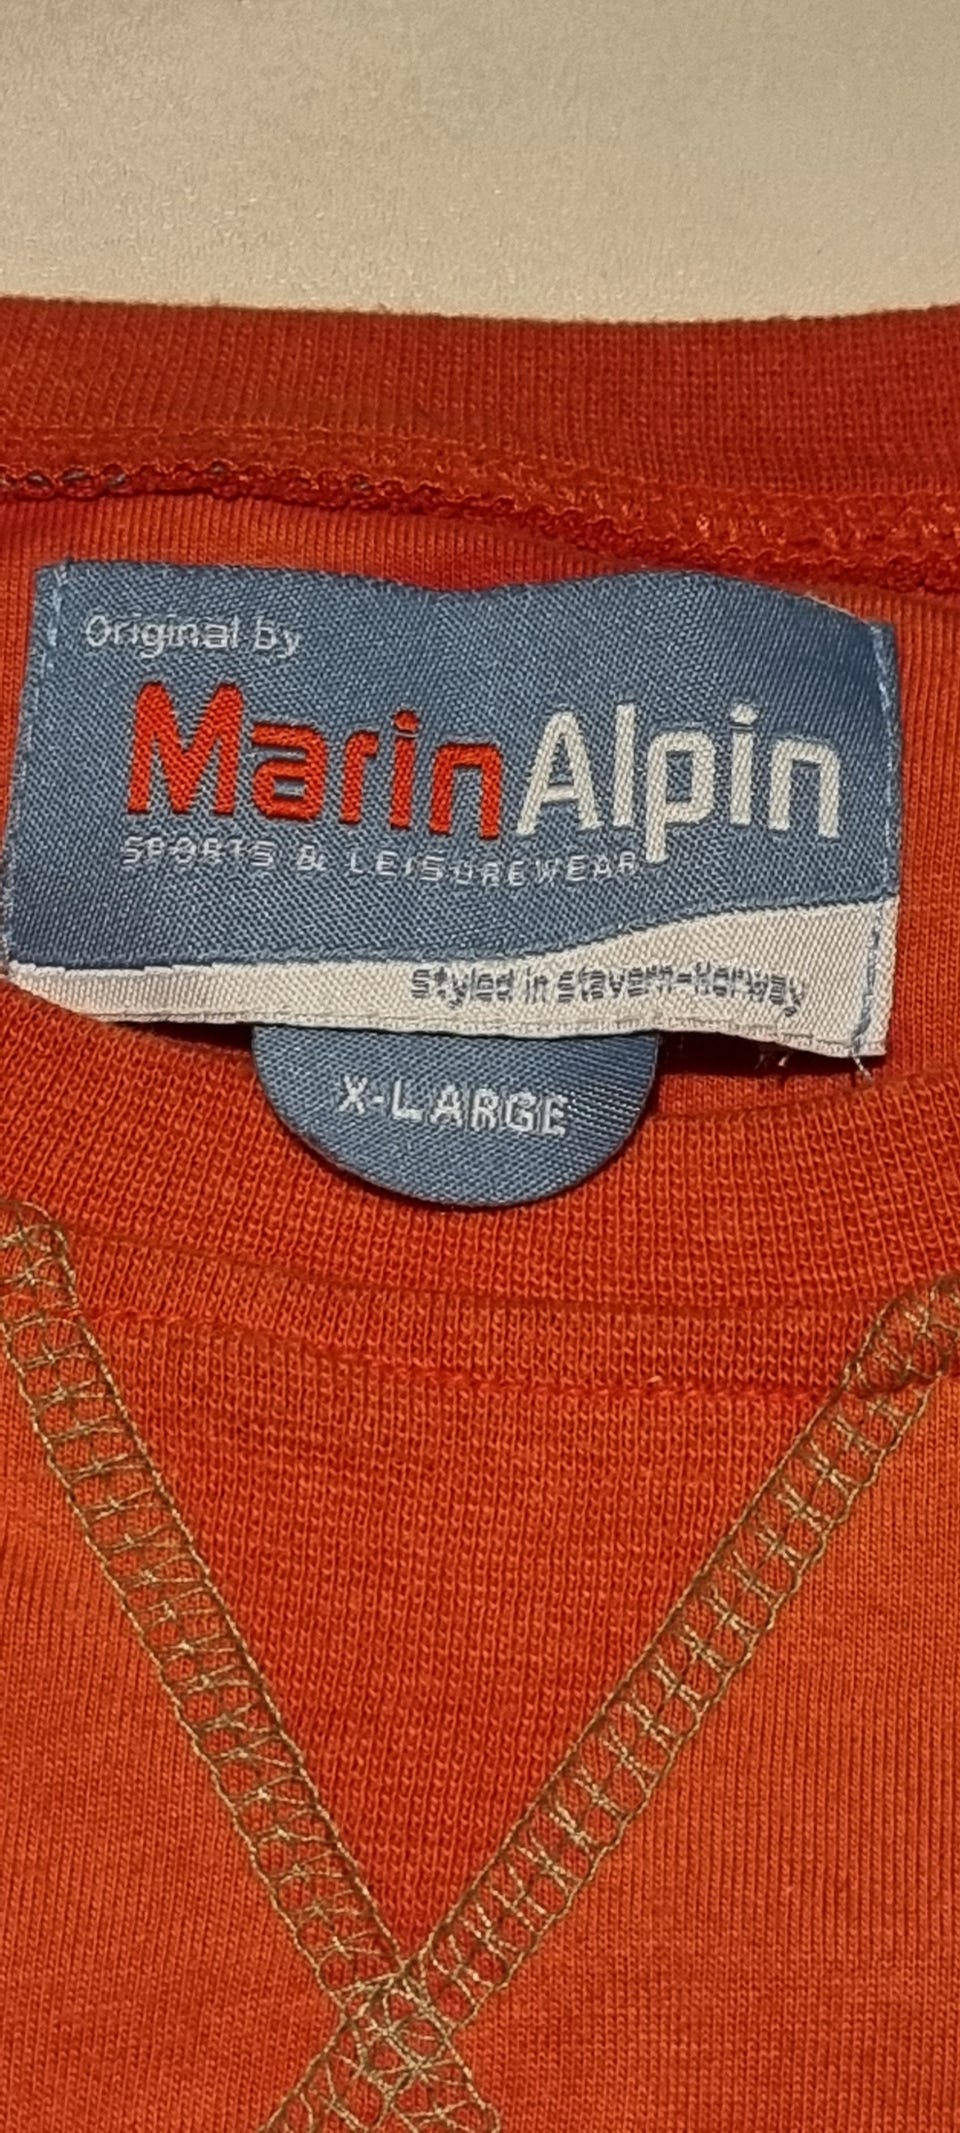 Original by
MarinAlpin
SPORTS & LEISUREWEAR
styled in stavern-Norway
X-LARGE